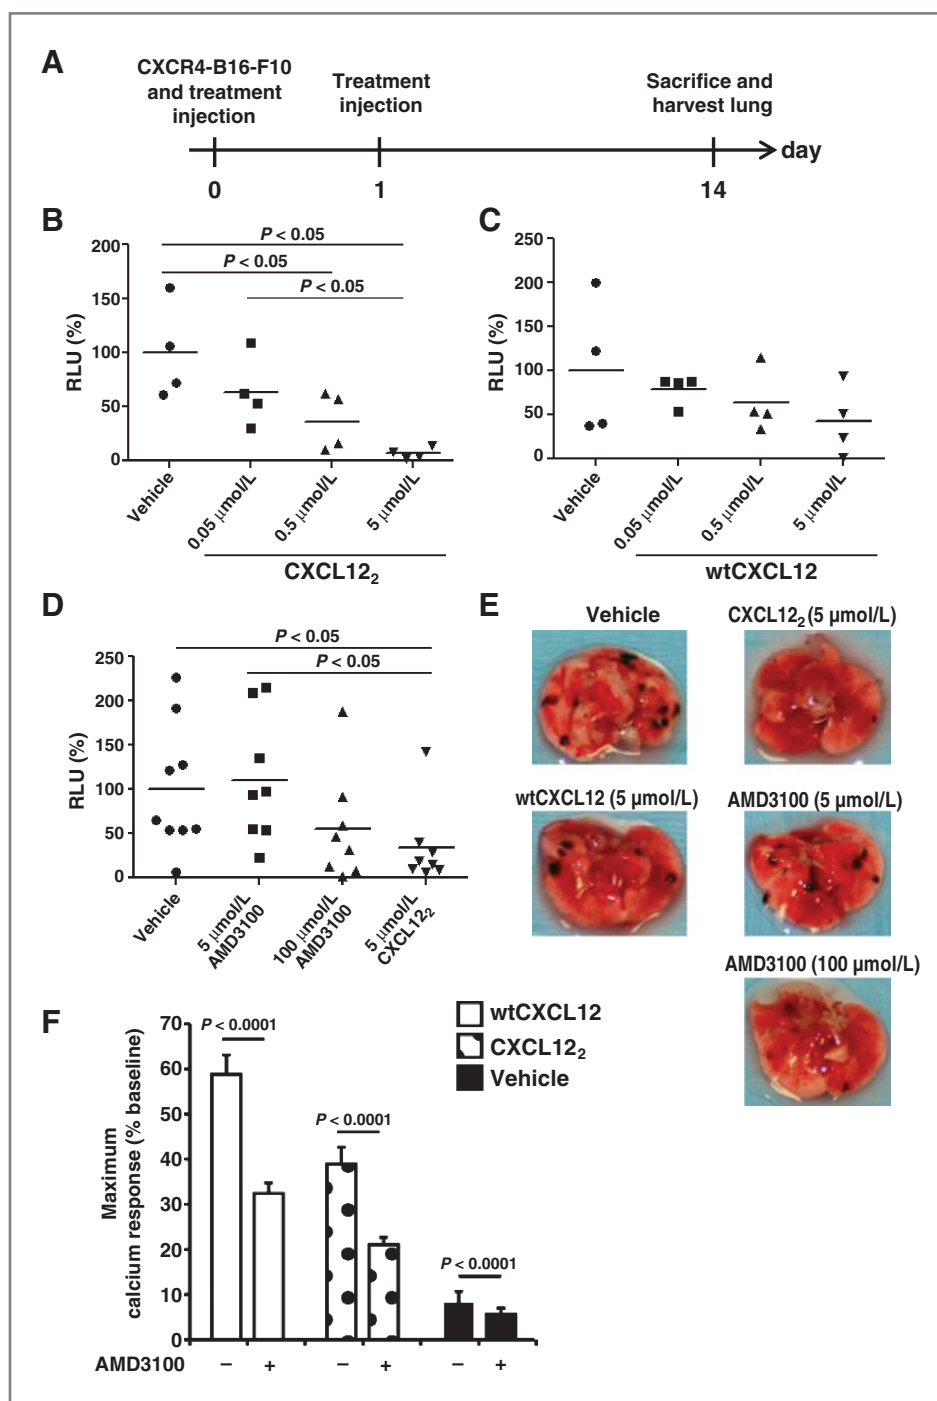 A
CXCR4-B16-F10
and treatment
injection
Treatment
injection
Sacrifice and
harvest lung
day
0
1
14
B
P < 0.05
P < 0.05
P < 0.05
RLU (%)
200
150
100
50
0
Vehicle
0.05 μmol/L
0.5 μmol/L
5 μmol/L
CXCL12₂
C
RLU (%)
250
200
150
100
50
0
Vehicle
0.05 μmol/L
0.5 μmol/L
5 μmol/L
wtCXCL12
D
P < 0.05
P < 0.05
RLU (%)
250
200
150
100
50
0
Vehicle
5 μmol/L
AMD3100
100 μmol/L
AMD3100
5 μmol/L
CXCL12₂
E
Vehicle
CXCL12₂ (5 μmol/L)
wtCXCL12 (5 μmol/L)
AMD3100 (5 μmol/L)
AMD3100 (100 μmol/L)
F
wtCXCL12
CXCL12₂
Vehicle
Maximum
calcium response (% baseline)
70
60
50
40
30
20
10
0
P < 0.0001
P < 0.0001
P < 0.0001
AMD3100 – + – + – +